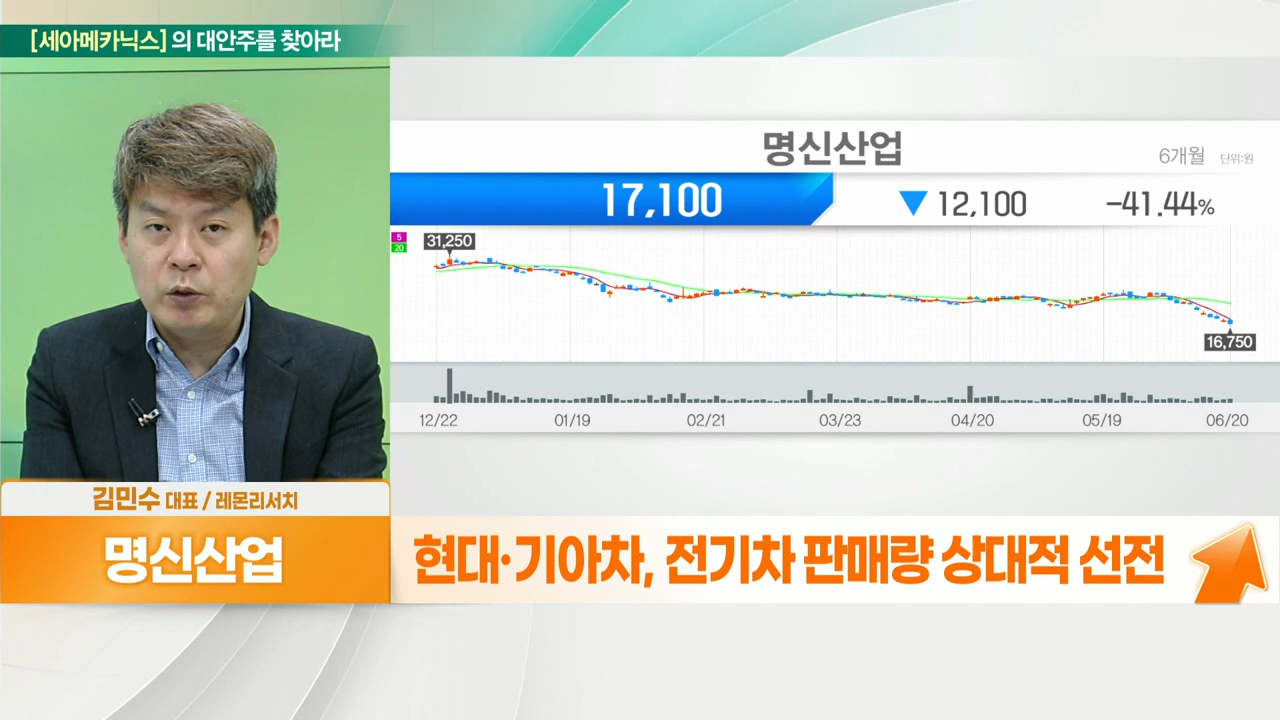 [세아메카닉스]의 대안주를 찾아라
명신산업
6개월 단위:원
17,100 ▼ 12,100 -41.44%
5
20
31,250
16,750
12/22 01/19 02/21 03/23 04/20 05/19 06/20
김민수 대표 / 레몬리서치
명신산업
현대·기아차, 전기차 판매량 상대적 선전